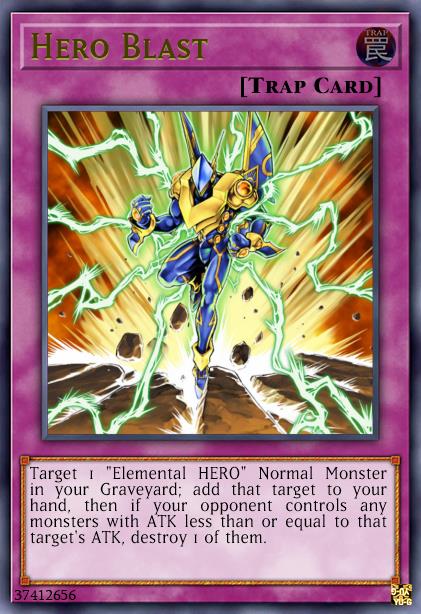 Hero Blast
TRAP
罠
[Trap Card]
Target 1 "Elemental HERO" Normal Monster
in your Graveyard; add that target to your
hand, then if your opponent controls any
monsters with ATK less than or equal to that
target's ATK, destroy 1 of them.
37412656